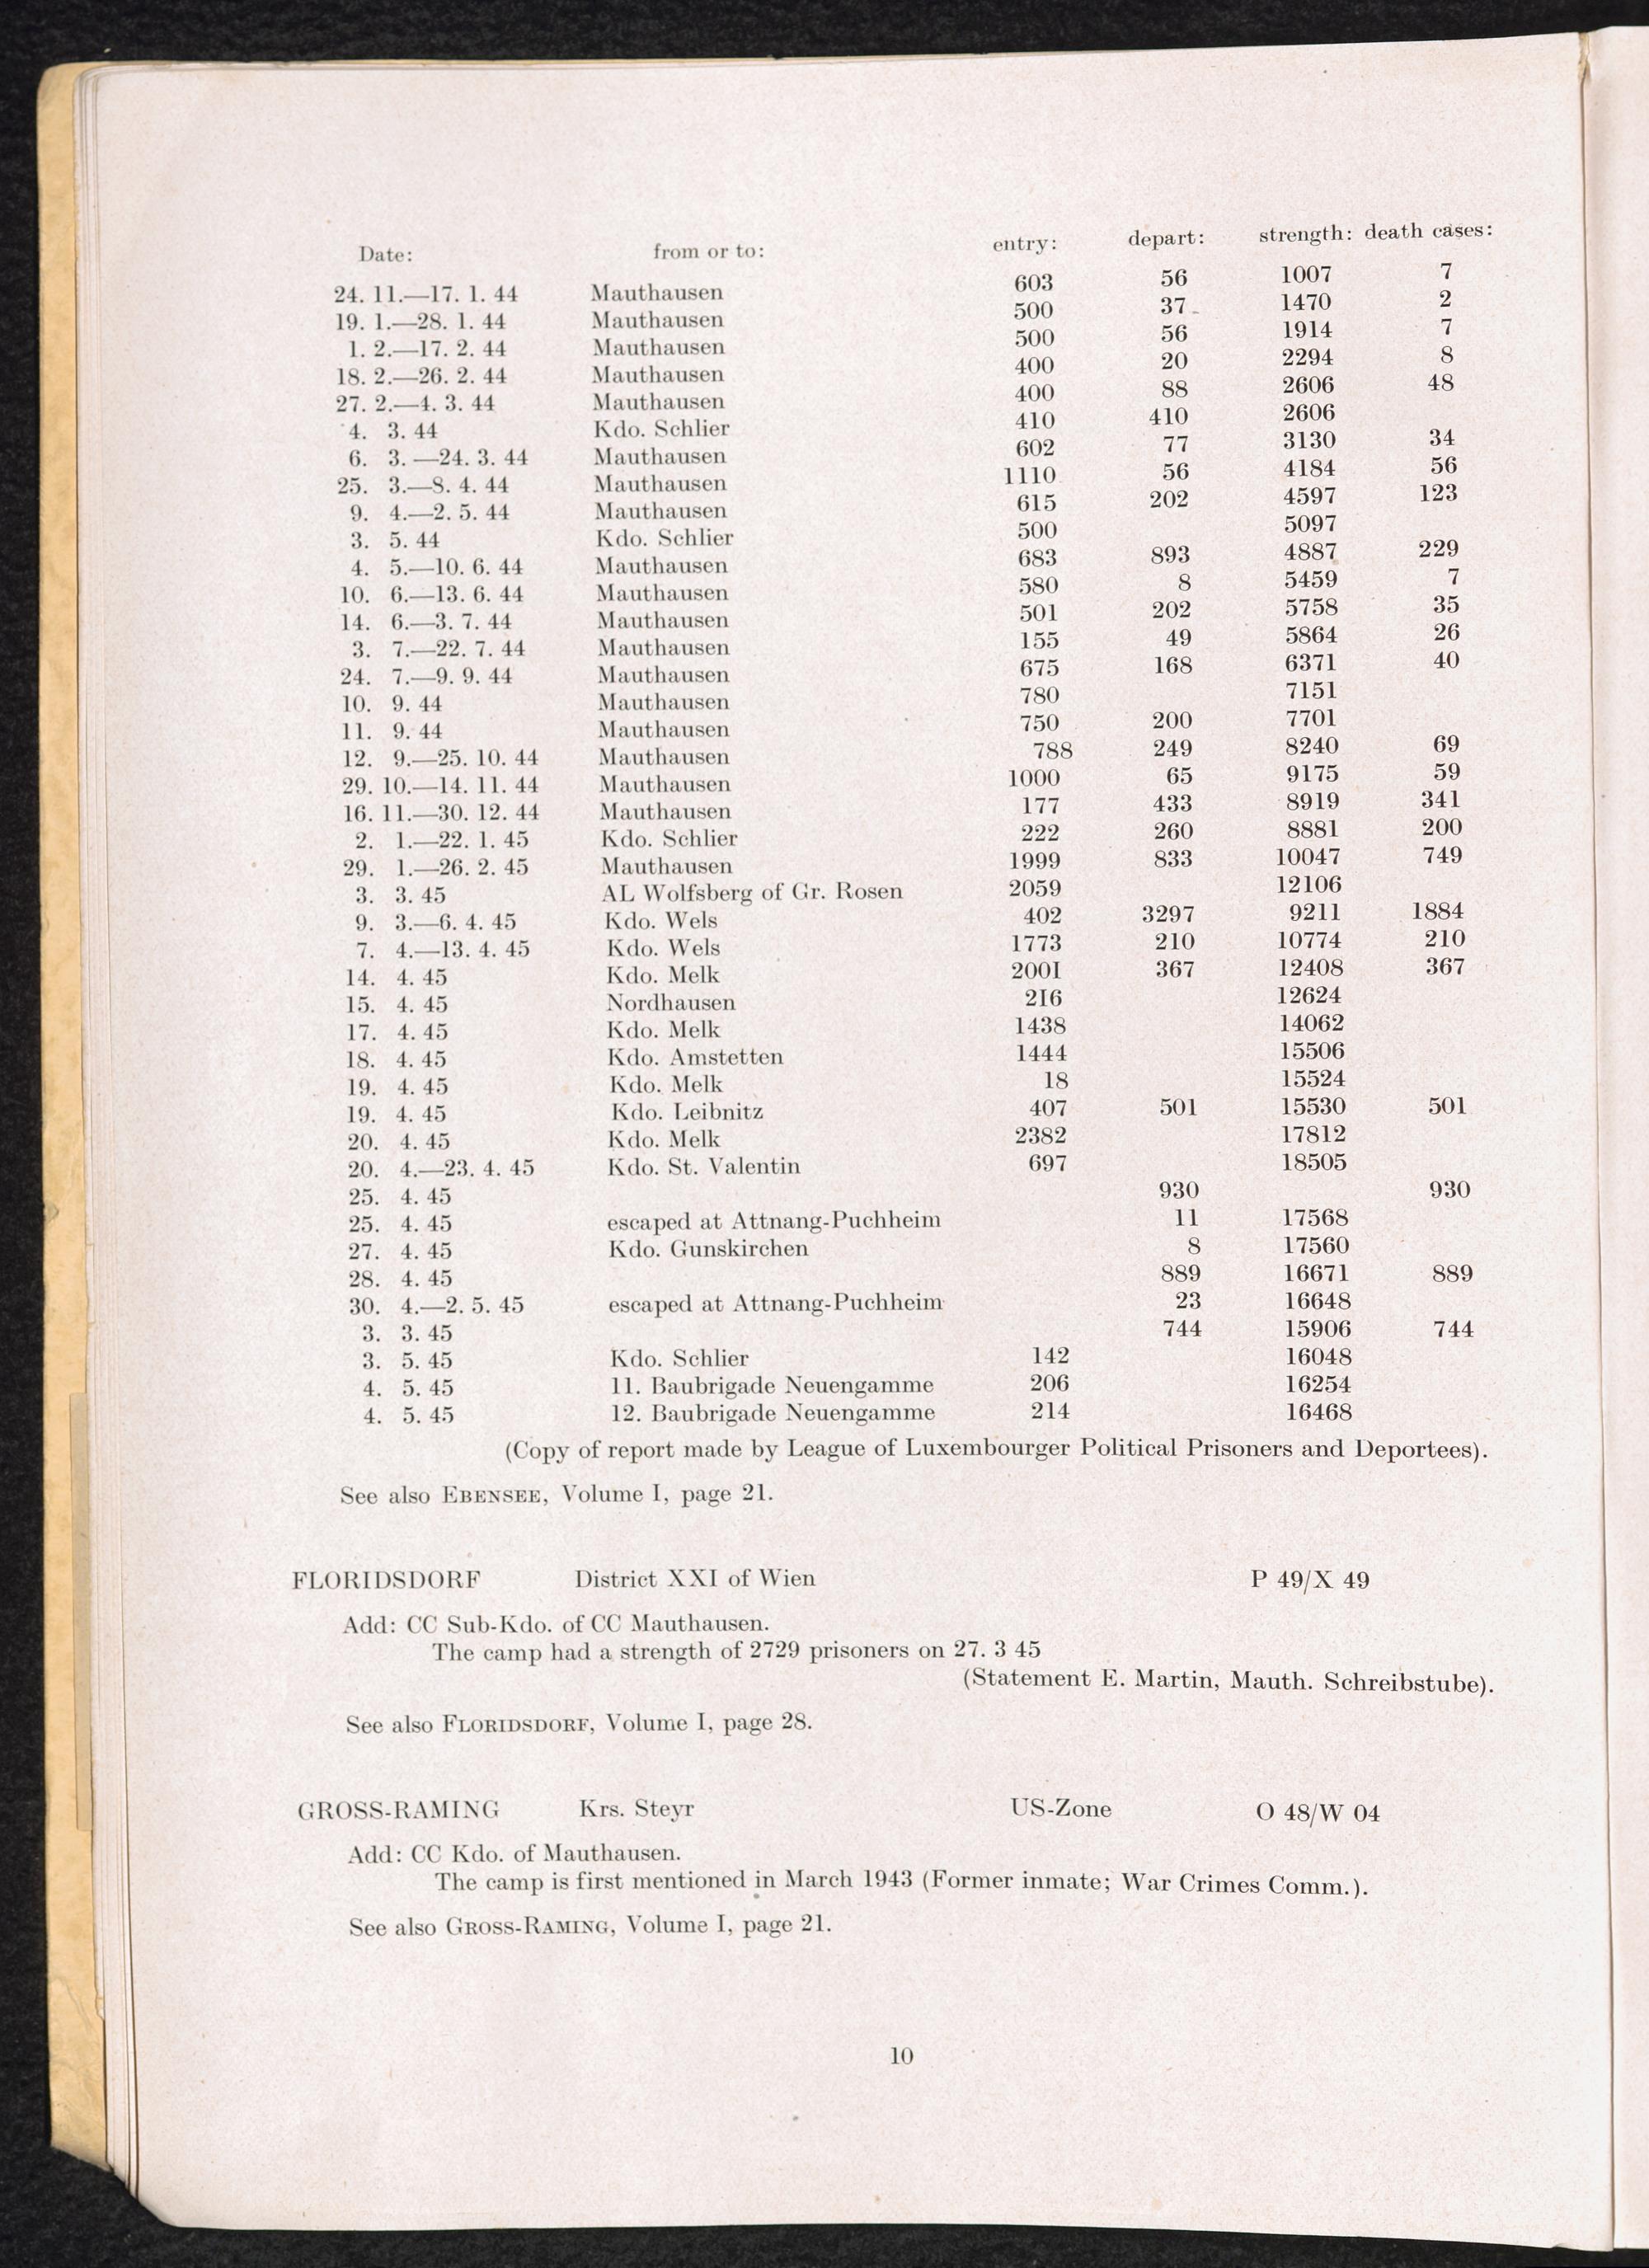 Date: from or to: entry: depart: strength: death cases:
24. 11.—17. 1. 44 Mauthausen 603 56 1007 7
19. 1.—28. 1. 44 Mauthausen 500 37 1470 2
1. 2.—17. 2. 44 Mauthausen 500 56 1914 7
18. 2.—26. 2. 44 Mauthausen 400 20 2294 8
27. 2.—4. 3. 44 Mauthausen 400 88 2606 48
4. 3. 44 Kdo. Schlier 410 410 2606
6. 3. —24. 3. 44 Mauthausen 602 77 3130 34
25. 3.—8. 4. 44 Mauthausen 1110 56 4184 56
9. 4.—2. 5. 44 Mauthausen 615 202 4597 123
3. 5. 44 Kdo. Schlier 500 5097
4. 5.—10. 6. 44 Mauthausen 683 893 4887 229
10. 6.—13. 6. 44 Mauthausen 580 8 5459 7
14. 6.—3. 7. 44 Mauthausen 501 202 5758 35
3. 7.—22. 7. 44 Mauthausen 155 49 5864 26
24. 7.—9. 9. 44 Mauthausen 675 168 6371 40
10. 9. 44 Mauthausen 780 7151
11. 9. 44 Mauthausen 750 200 7701
12. 9.—25. 10. 44 Mauthausen 788 249 8240 69
29. 10.—14. 11. 44 Mauthausen 1000 65 9175 59
16. 11.—30. 12. 44 Mauthausen 177 433 8919 341
2. 1.—22. 1. 45 Kdo. Schlier 222 260 8881 200
29. 1.—26. 2. 45 Mauthausen 1999 833 10047 749
3. 3. 45 AL Wolfsberg of Gr. Rosen 2059 12106
9. 3.—6. 4. 45 Kdo. Wels 402 3297 9211 1884
7. 4.—13. 4. 45 Kdo. Wels 1773 210 10774 210
14. 4. 45 Kdo. Melk 200I 367 12408 367
15. 4. 45 Nordhausen 2I6 12624
17. 4. 45 Kdo. Melk 1438 14062
18. 4. 45 Kdo. Amstetten 1444 15506
19. 4. 45 Kdo. Melk 18 15524
19. 4. 45 Kdo. Leibnitz 407 501 15530 501
20. 4. 45 Kdo. Melk 2382 17812
20. 4.—23. 4. 45 Kdo. St. Valentin 697 18505
25. 4. 45 930 930
25. 4. 45 escaped at Attnang-Puchheim 11 17568
27. 4. 45 Kdo. Gunskirchen 8 17560
28. 4. 45 889 16671 889
30. 4.—2. 5. 45 escaped at Attnang-Puchheim 23 16648
3. 3. 45 744 15906 744
3. 5. 45 Kdo. Schlier 142 16048
4. 5. 45 11. Baubrigade Neuengamme 206 16254
4. 5. 45 12. Baubrigade Neuengamme 214 16468
(Copy of report made by League of Luxembourger Political Prisoners and Deportees).
See also EBENSEE, Volume I, page 21.
FLORIDSDORF District XXI of Wien P 49/X 49
Add: CC Sub-Kdo. of CC Mauthausen.
The camp had a strength of 2729 prisoners on 27. 3 45
(Statement E. Martin, Mauth. Schreibstube).
See also FLORIDSDORF, Volume I, page 28.
GROSS-RAMING Krs. Steyr US-Zone O 48/W 04
Add: CC Kdo. of Mauthausen.
The camp is first mentioned in March 1943 (Former inmate; War Crimes Comm.).
See also GROSS-RAMING, Volume I, page 21.
10